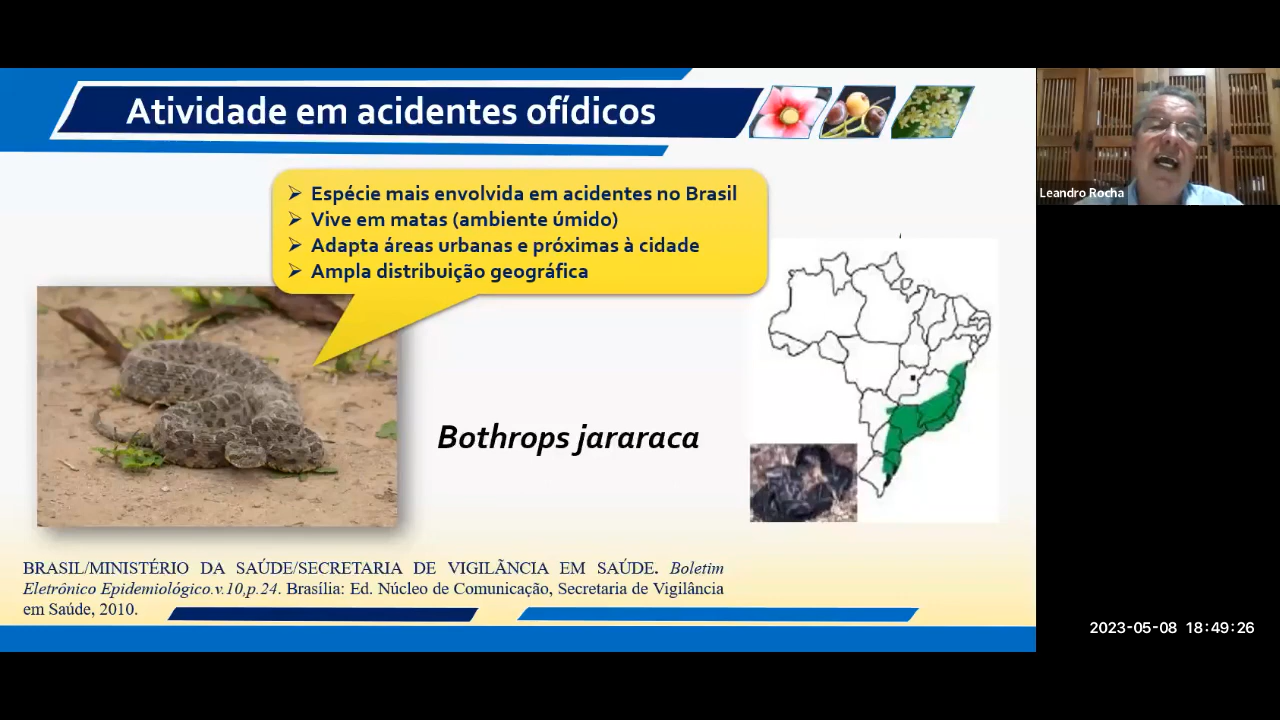 Atividade em acidentes ofídicos
➢ Espécie mais envolvida em acidentes no Brasil
➢ Vive em matas (ambiente úmido)
➢ Adapta áreas urbanas e próximas à cidade
➢ Ampla distribuição geográfica
Bothrops jararaca
BRASIL/MINISTÉRIO DA SAÚDE/SECRETARIA DE VIGILÃNCIA EM SAÚDE. Boletim
Eletrônico Epidemiológico.v.10,p.24. Brasília: Ed. Núcleo de Comunicação, Secretaria de Vigilância
em Saúde, 2010.
Leandro Rocha
2023-05-08 18:49:26